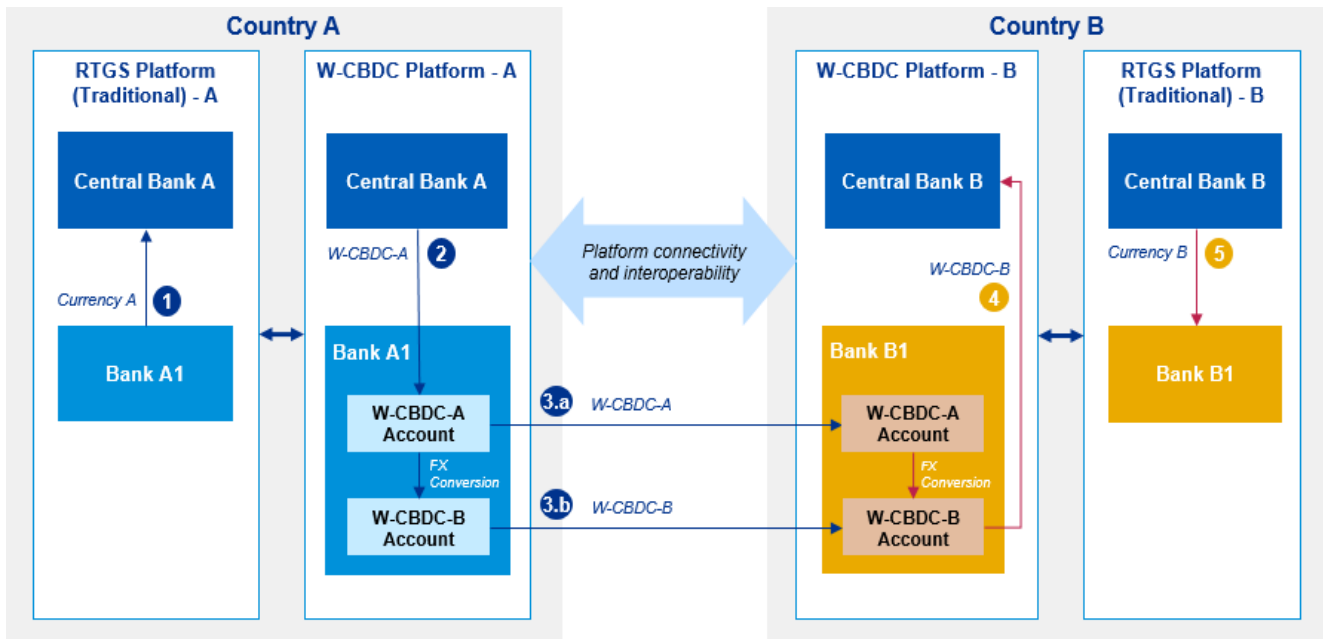 Country A
RTGS Platform
(Traditional) - A
Central Bank A
Currency A
1
Bank A1
W-CBDC Platform - A
Central Bank A
W-CBDC-A
2
Bank A1
W-CBDC-A
Account
FX
Conversion
W-CBDC-B
Account
Platform connectivity
and interoperability
3.a
W-CBDC-A
3.b
W-CBDC-B
Country B
W-CBDC Platform - B
Central Bank B
W-CBDC-B
4
Bank B1
W-CBDC-A
Account
FX
Conversion
W-CBDC-B
Account
RTGS Platform
(Traditional) - B
Central Bank B
Currency B
5
Bank B1